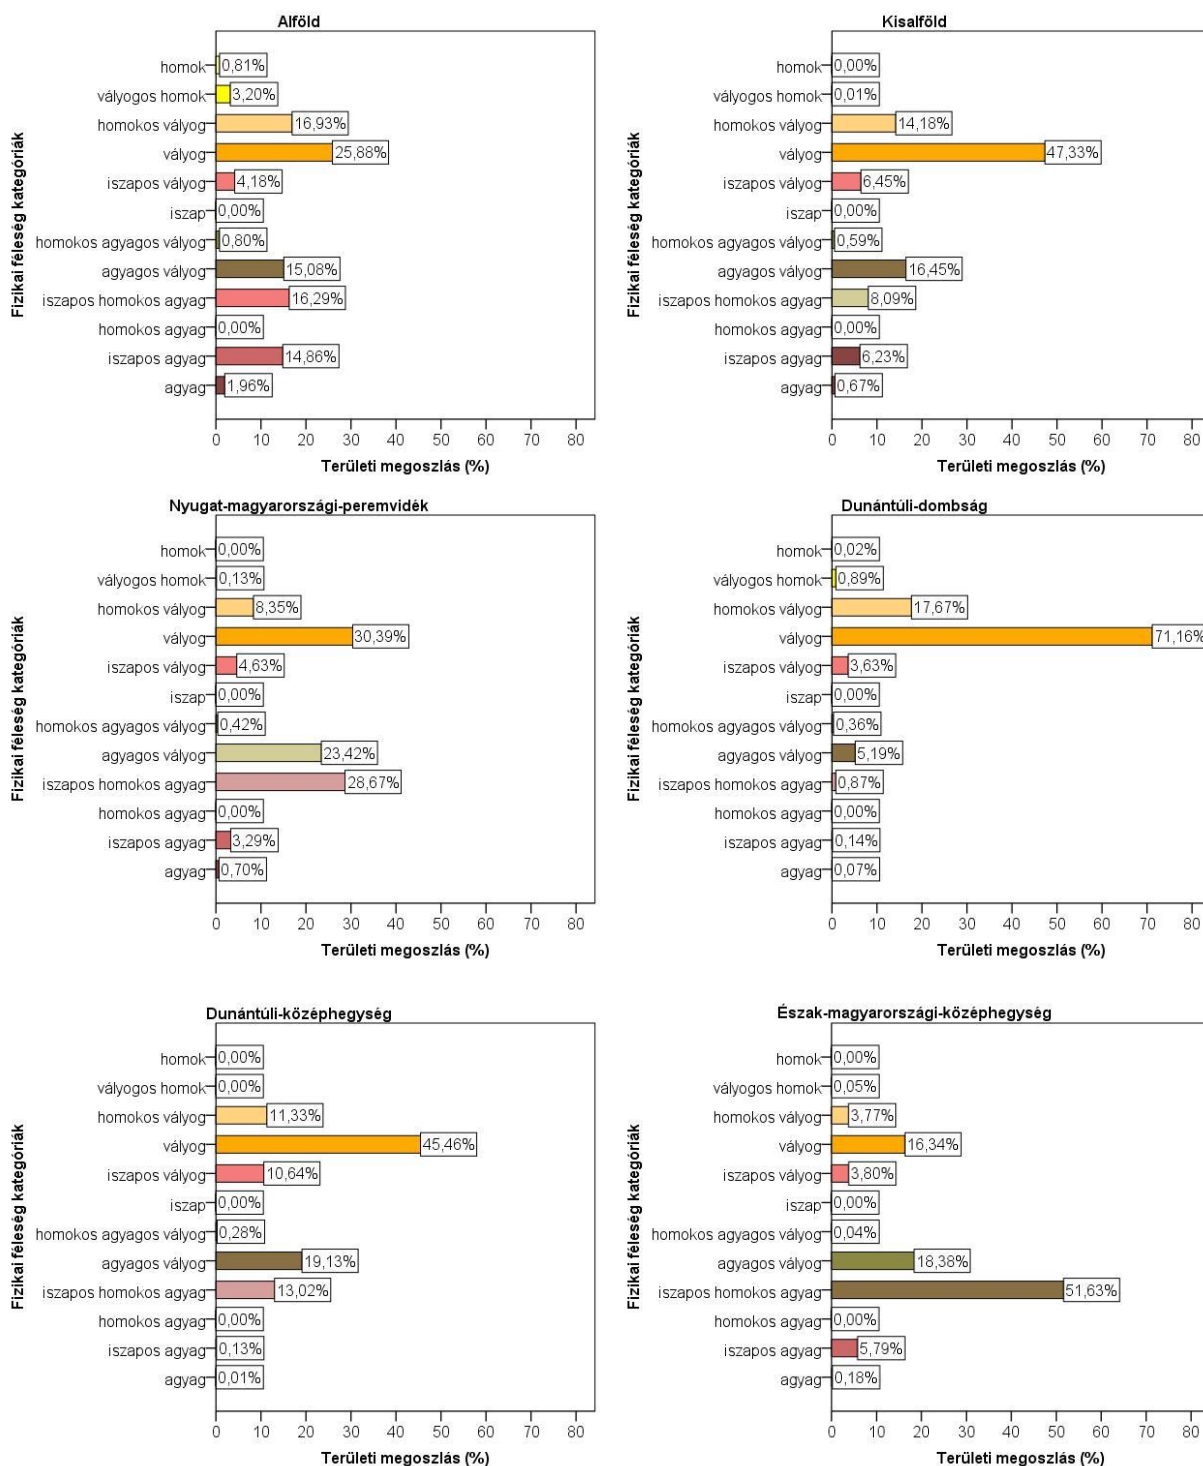 Alföld
Fizikai féleség kategóriák
homok 0,81%
vályogos homok 3,20%
homokos vályog 16,93%
vályog 25,88%
iszapos vályog 4,18%
iszap 0,00%
homokos agyagos vályog 0,80%
agyagos vályog 15,08%
iszapos homokos agyag 16,29%
homokos agyag 0,00%
iszapos agyag 14,86%
agyag 1,96%
0 10 20 30 40 50 60 70 80
Területi megoszlás (%)
Kisalföld
Fizikai féleség kategóriák
homok 0,00%
vályogos homok 0,01%
homokos vályog 14,18%
vályog 47,33%
iszapos vályog 6,45%
iszap 0,00%
homokos agyagos vályog 0,59%
agyagos vályog 16,45%
iszapos homokos agyag 8,09%
homokos agyag 0,00%
iszapos agyag 6,23%
agyag 0,67%
0 10 20 30 40 50 60 70 80
Területi megoszlás (%)
Nyugat-magyarországi-peremvidék
Fizikai féleség kategóriák
homok 0,00%
vályogos homok 0,13%
homokos vályog 8,35%
vályog 30,39%
iszapos vályog 4,63%
iszap 0,00%
homokos agyagos vályog 0,42%
agyagos vályog 23,42%
iszapos homokos agyag 28,67%
homokos agyag 0,00%
iszapos agyag 3,29%
agyag 0,70%
0 10 20 30 40 50 60 70 80
Területi megoszlás (%)
Dunántúli-dombság
Fizikai féleség kategóriák
homok 0,02%
vályogos homok 0,89%
homokos vályog 17,67%
vályog 71,16%
iszapos vályog 3,63%
iszap 0,00%
homokos agyagos vályog 0,36%
agyagos vályog 5,19%
iszapos homokos agyag 0,87%
homokos agyag 0,00%
iszapos agyag 0,14%
agyag 0,07%
0 10 20 30 40 50 60 70 80
Területi megoszlás (%)
Dunántúli-középhegység
Fizikai féleség kategóriák
homok 0,00%
vályogos homok 0,00%
homokos vályog 11,33%
vályog 45,46%
iszapos vályog 10,64%
iszap 0,00%
homokos agyagos vályog 0,28%
agyagos vályog 19,13%
iszapos homokos agyag 13,02%
homokos agyag 0,00%
iszapos agyag 0,13%
agyag 0,01%
0 10 20 30 40 50 60 70 80
Területi megoszlás (%)
Észak-magyarországi-középhegység
Fizikai féleség kategóriák
homok 0,00%
vályogos homok 0,05%
homokos vályog 3,77%
vályog 16,34%
iszapos vályog 3,80%
iszap 0,00%
homokos agyagos vályog 0,04%
agyagos vályog 18,38%
iszapos homokos agyag 51,63%
homokos agyag 0,00%
iszapos agyag 5,79%
agyag 0,18%
0 10 20 30 40 50 60 70 80
Területi megoszlás (%)